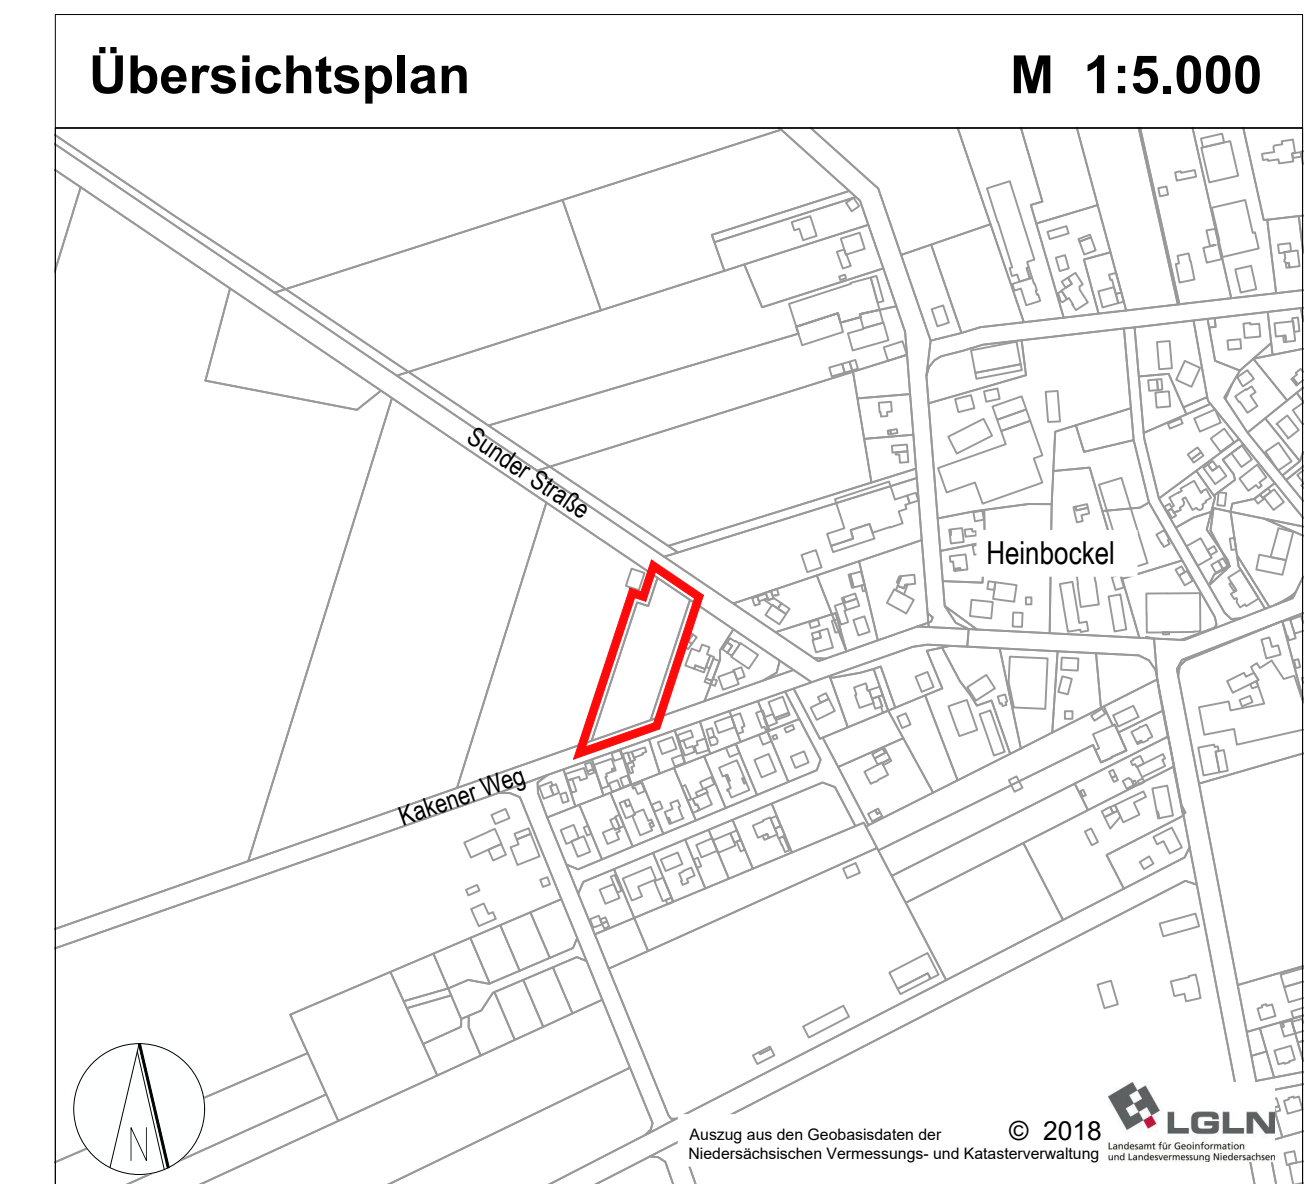 Übersichtsplan M 1:5.000
Sunder Straße
Heinbockel
Kakener Weg
N
Auszug aus den Geobasisdaten der
Niedersächsischen Vermessungs- und Katasterverwaltung
© 2018
LGLN
Landesamt für Geoinformation
und Landesvermessung Niedersachsen